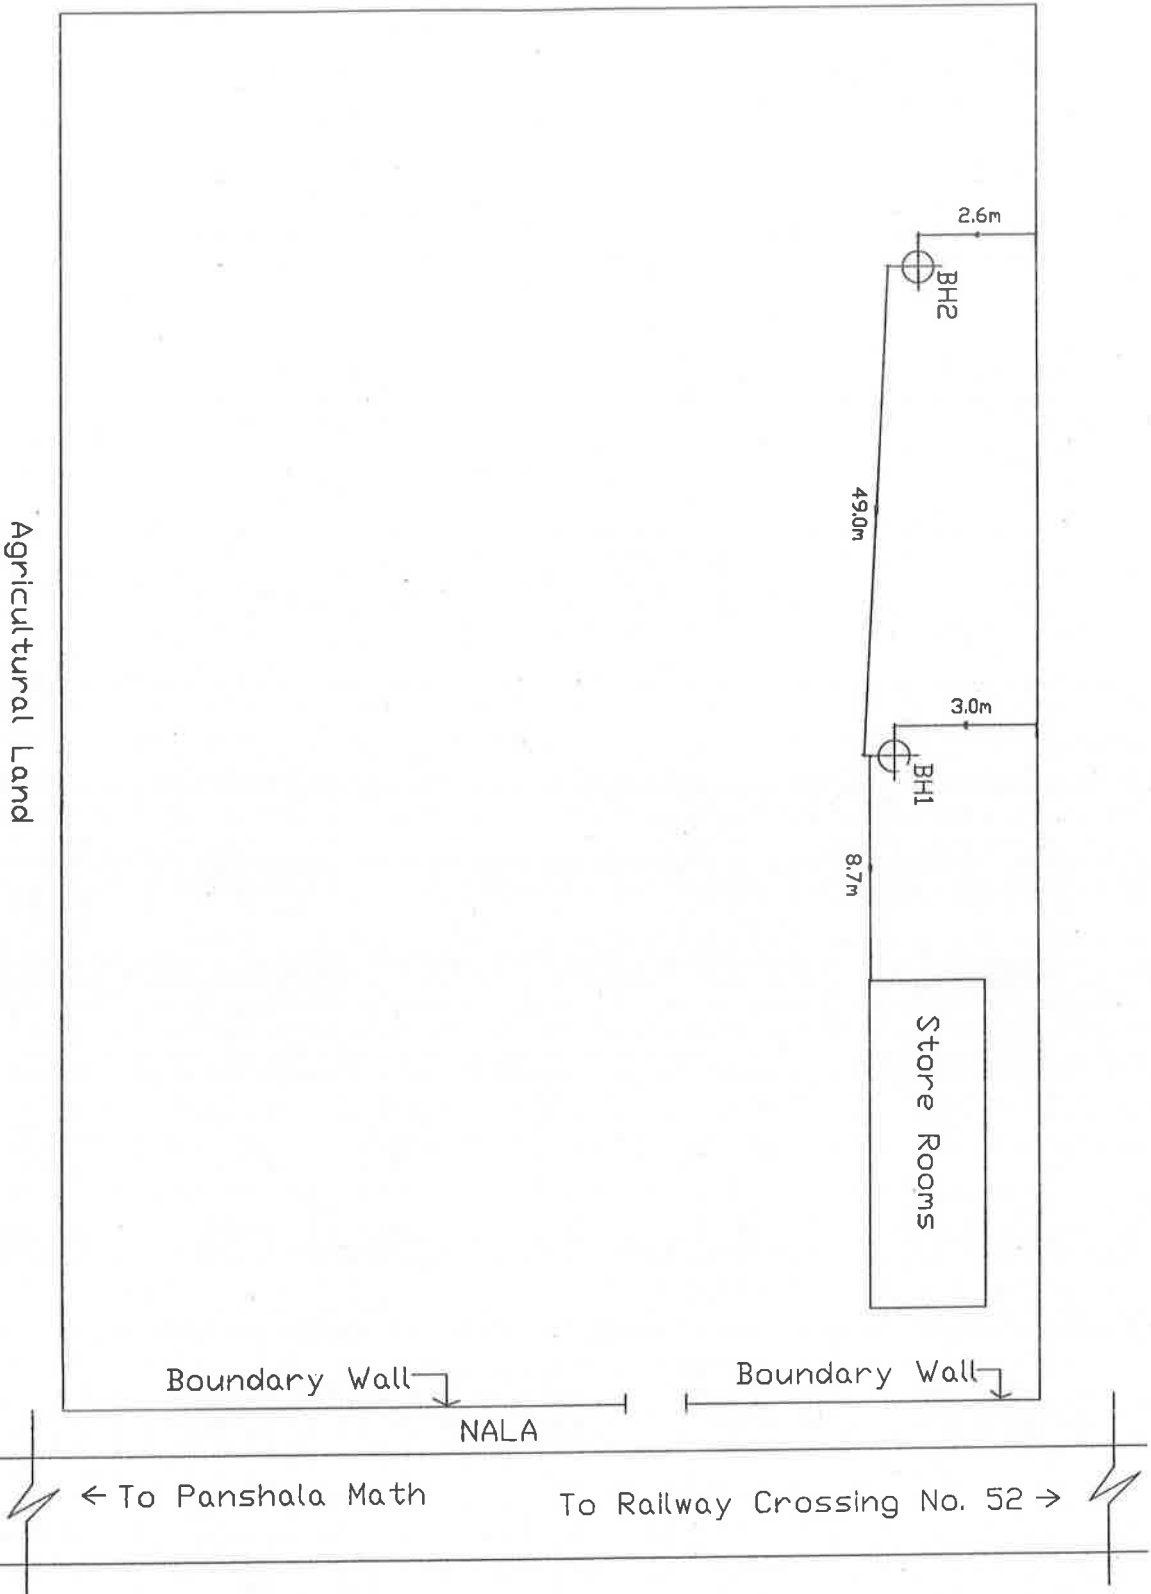 2.6m
BH2
49.0m
3.0m
BH1
8.7m
Store Rooms
Agricultural Land
Boundary Wall
Boundary Wall
NALA
← To Panshala Math
To Railway Crossing No. 52 →